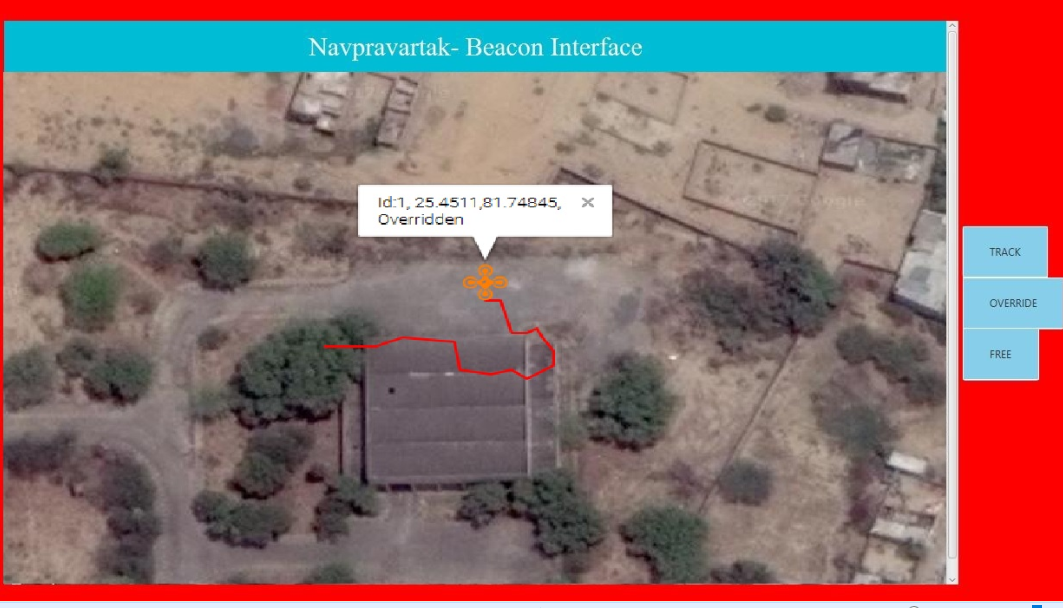 Navpravartak- Beacon Interface
Id:1, 25.4511,81.74845,
Overridden
TRACK
OVERRIDE
FREE